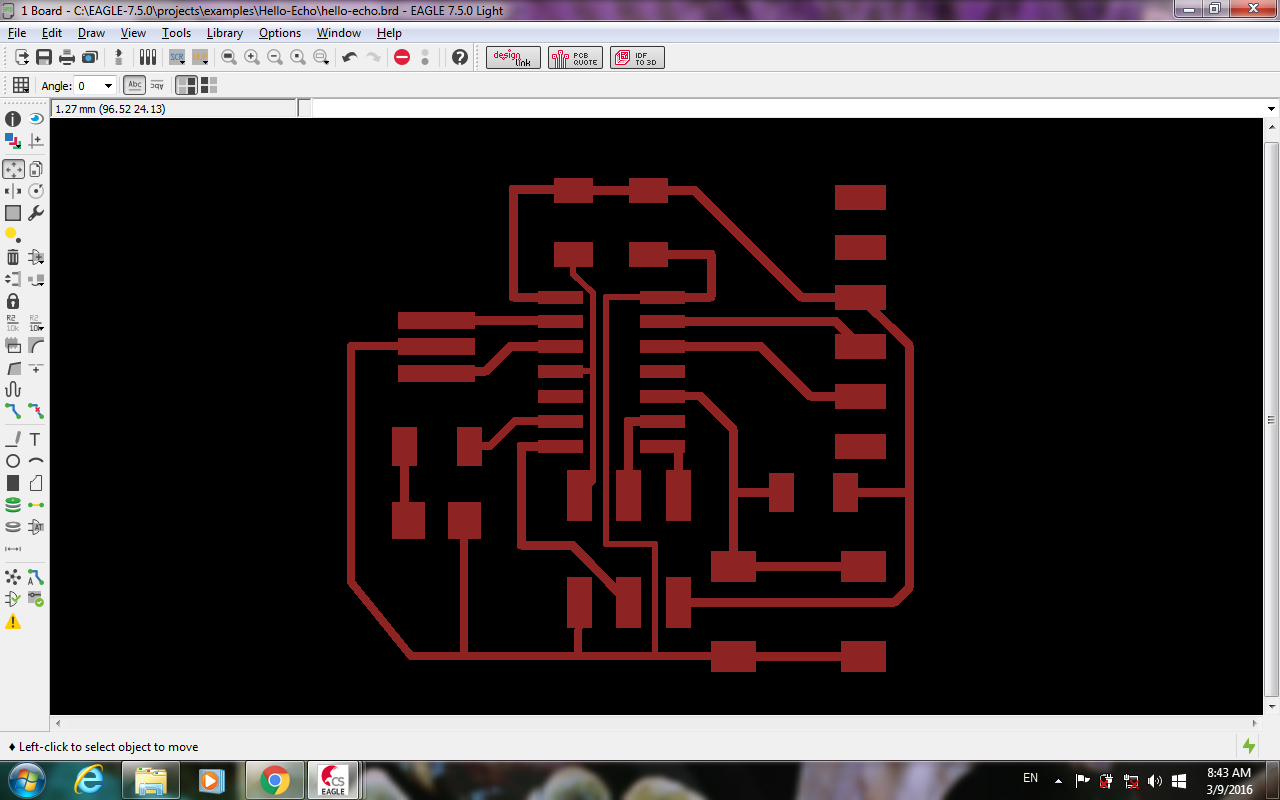 1 Board - C:\EAGLE-7.5.0\projects\examples\Hello-Echo\hello-echo.brd - EAGLE 7.5.0 Light
File Edit Draw View Tools Library Options Window Help
SCR
design link
PCB QUOTE
IDF TO 3D
Angle: 0
Abc
1.27 mm (96.52 24.13)
R2 R2
10k 10k
T
Left-click to select object to move
CS
EAGLE
EN
8:43 AM
3/9/2016